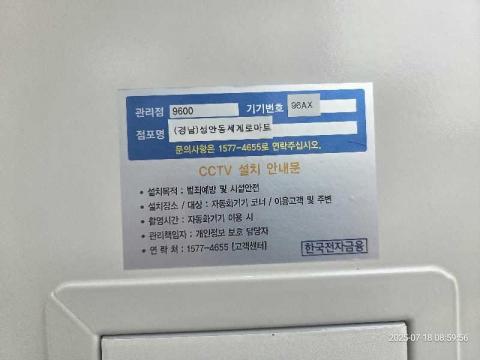 관리점 9600 기기번호 96AX
점포명 (경남)성안동세계로마트
문의사항은 1577-4655로 연락주십시오.
CCTV 설치 안내문
• 설치목적 : 범죄예방 및 시설안전
• 설치장소 / 대상 : 자동화기기 코너 / 이용고객 및 주변
• 촬영시간 : 자동화기기 이용 시
• 관리책임자 : 개인정보 보호 담당자
• 연 락 처 : 1577-4655 [고객센터]
한국전자금융
2025-07-18 08:59:56